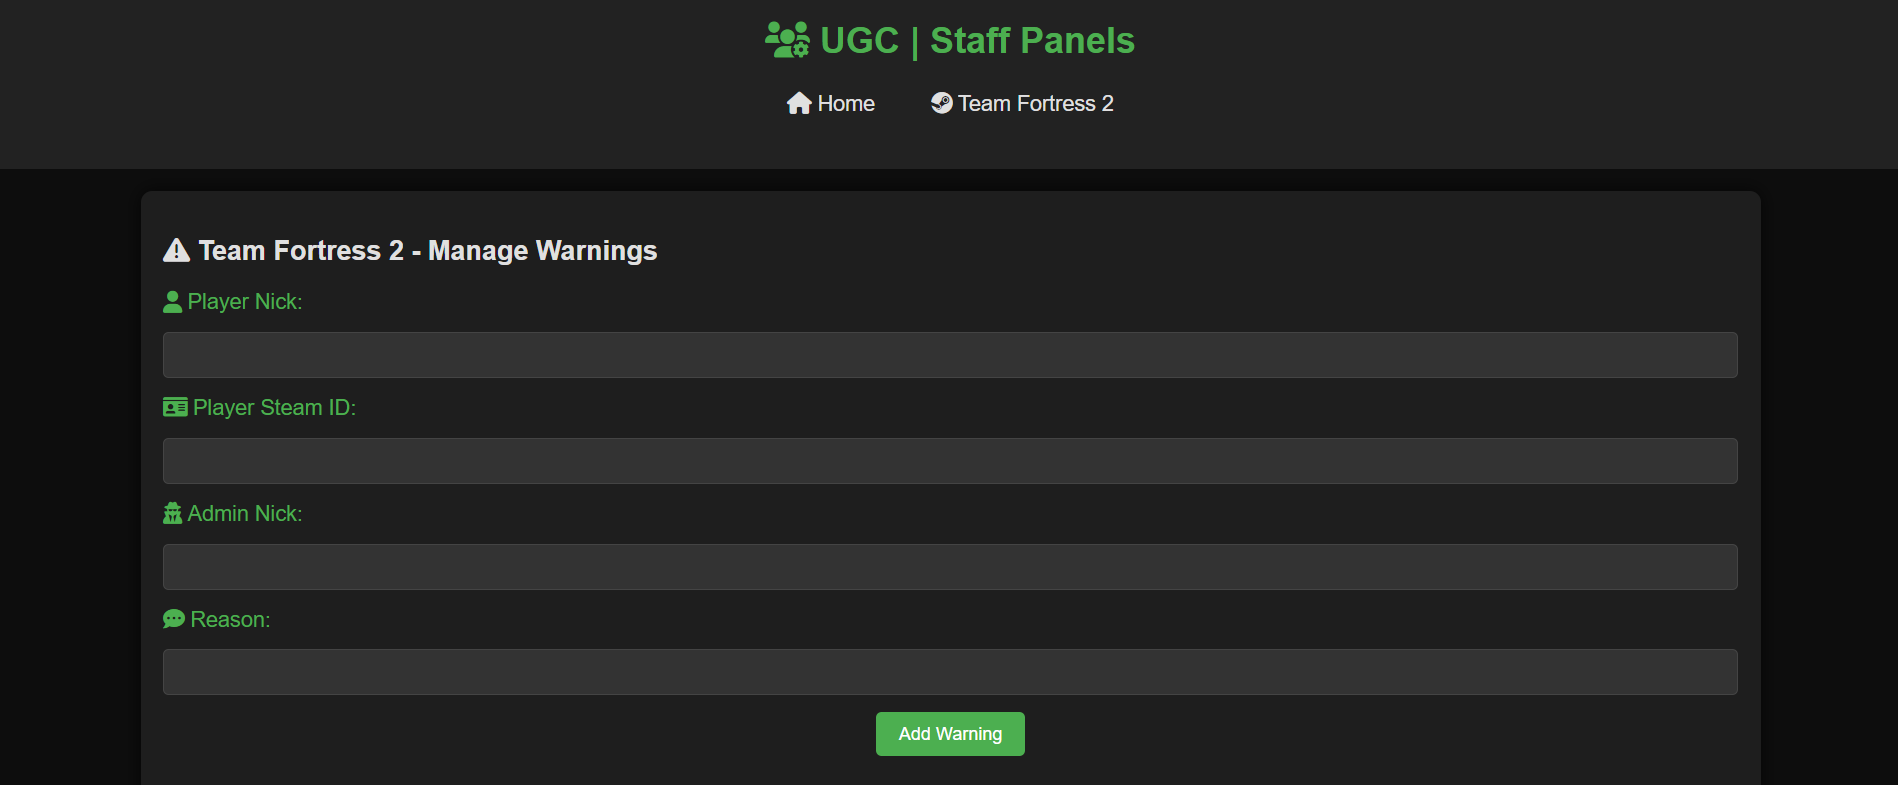 UGC | Staff Panels
Home Team Fortress 2
Team Fortress 2 - Manage Warnings
Player Nick:
Player Steam ID:
Admin Nick:
Reason:
Add Warning